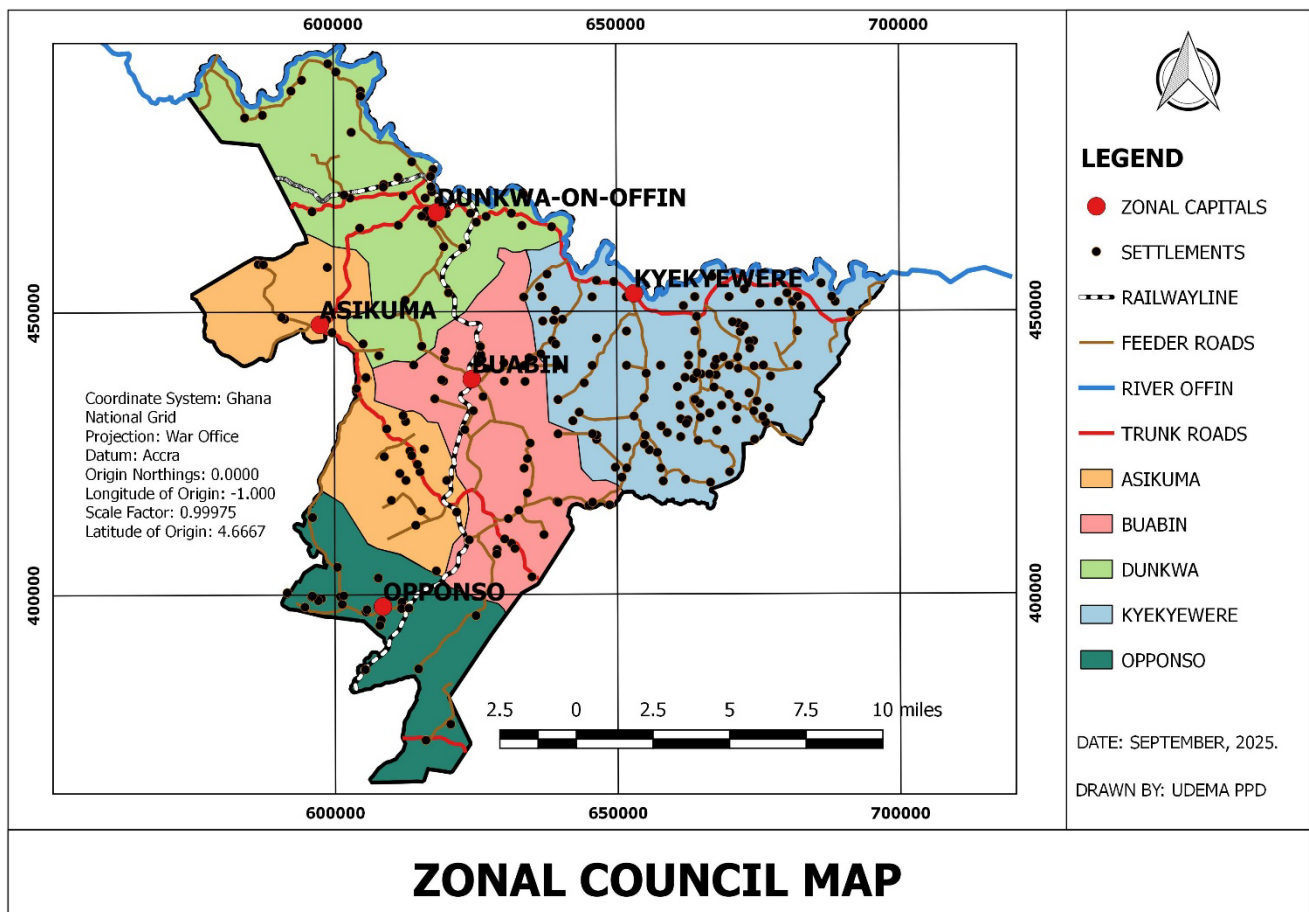 600000 650000 700000
DUNKWA-ON-OFFIN
KYEKYEWERE
450000 450000
ASIKUMA
BUABIN
Coordinate System: Ghana
National Grid
Projection: War Office
Datum: Accra
Origin Northings: 0.0000
Longitude of Origin: -1.000
Scale Factor: 0.99975
Latitude of Origin: 4.6667
400000 400000
OPPONSO
2.5 0 2.5 5 7.5 10 miles
600000 650000 700000
LEGEND
ZONAL CAPITALS
SETTLEMENTS
RAILWAYLINE
FEEDER ROADS
RIVER OFFIN
TRUNK ROADS
ASIKUMA
BUABIN
DUNKWA
KYEKYEWERE
OPPONSO
DATE: SEPTEMBER, 2025.
DRAWN BY: UDEMA PPD
ZONAL COUNCIL MAP